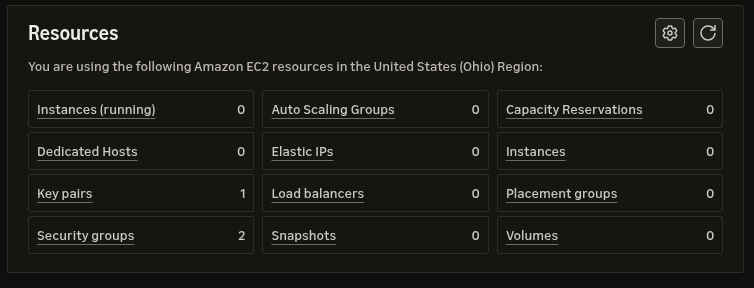 Resources
You are using the following Amazon EC2 resources in the United States (Ohio) Region:
Instances (running) 0 Auto Scaling Groups 0 Capacity Reservations 0
Dedicated Hosts 0 Elastic IPs 0 Instances 0
Key pairs 1 Load balancers 0 Placement groups 0
Security groups 2 Snapshots 0 Volumes 0